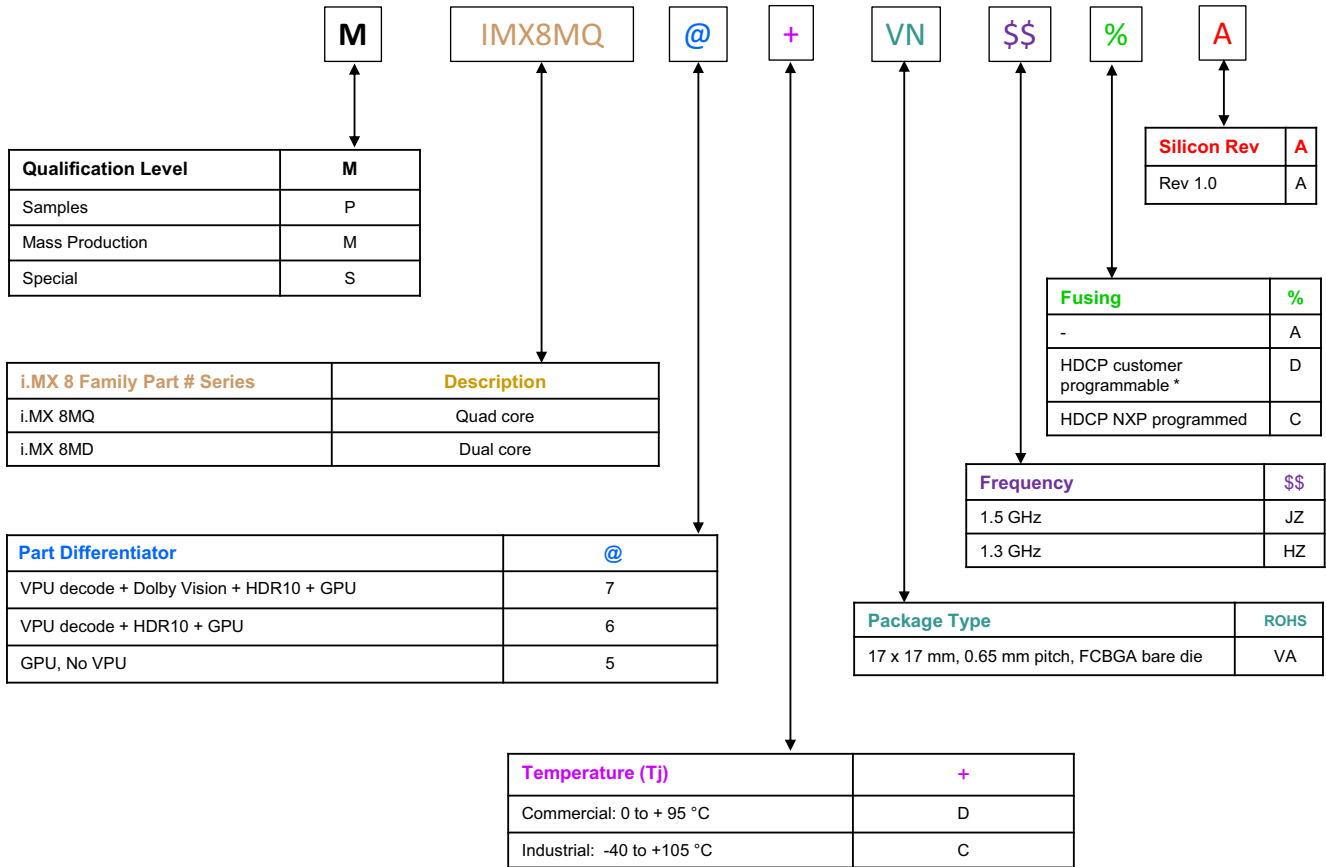 M IMX8MQ @ + VN $$ % A
Silicon Rev A
Rev 1.0 A
Qualification Level M
Samples P
Mass Production M
Special S
Fusing %
- A
HDCP customer
programmable * D
HDCP NXP programmed C
i.MX 8 Family Part # Series Description
i.MX 8MQ Quad core
i.MX 8MD Dual core
Frequency $$
1.5 GHz JZ
1.3 GHz HZ
Part Differentiator @
VPU decode + Dolby Vision + HDR10 + GPU 7
VPU decode + HDR10 + GPU 6
GPU, No VPU 5
Package Type ROHS
17 x 17 mm, 0.65 mm pitch, FCBGA bare die VA
Temperature (Tj) +
Commercial: 0 to + 95 °C D
Industrial: -40 to +105 °C C